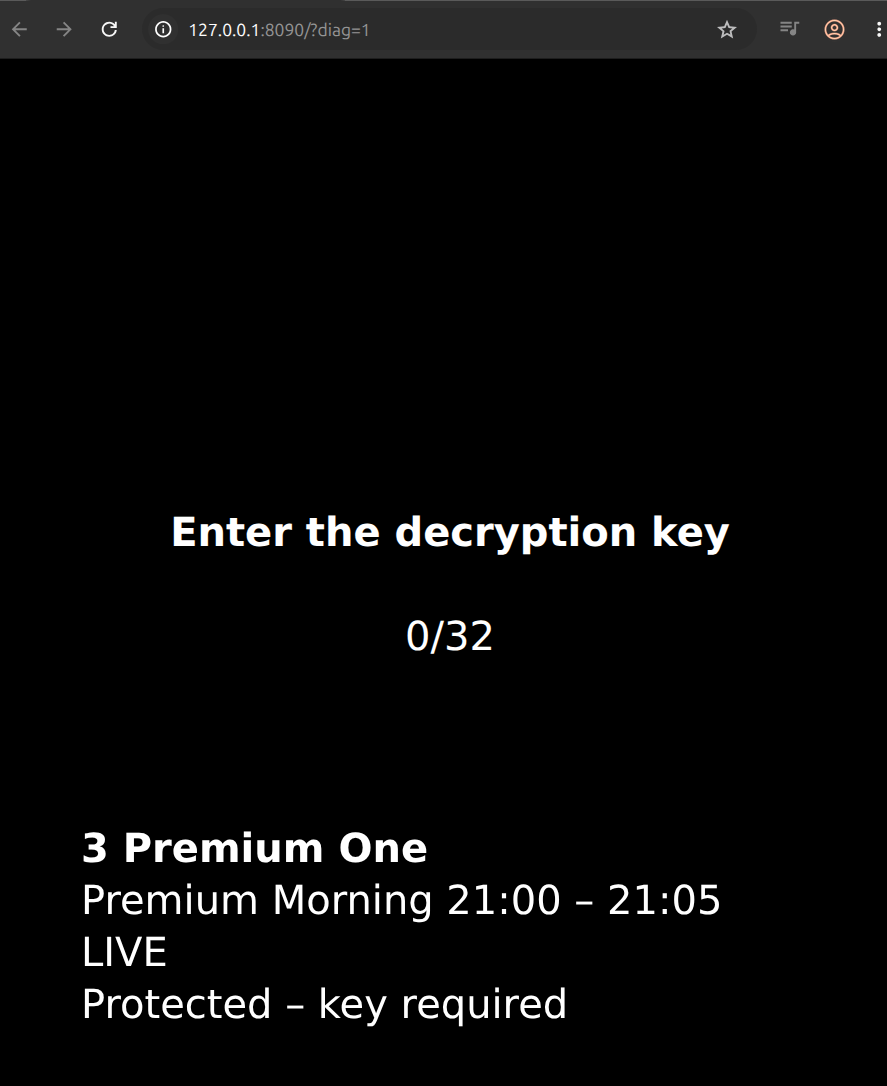 127.0.0.1:8090/?diag=1
Enter the decryption key
0/32
3 Premium One
Premium Morning 21:00 – 21:05
LIVE
Protected – key required